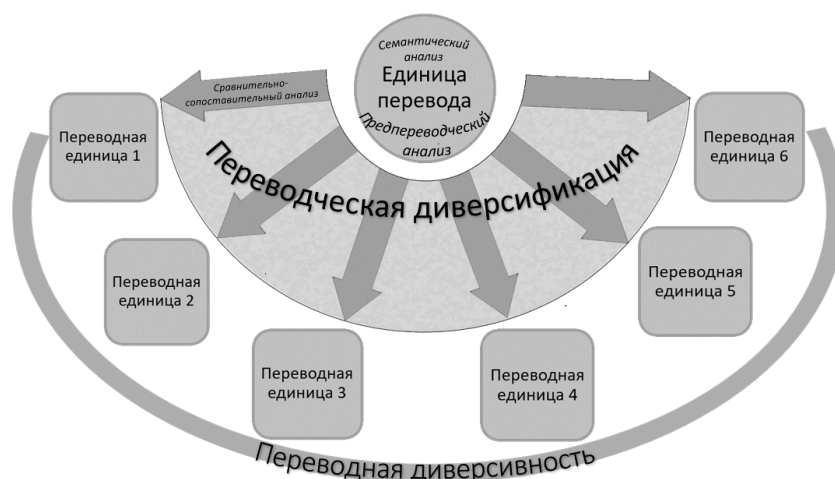 Семантический
анализ
Единица
перевода
Предпереводческий
анализ
Сравнительно-
сопоставительный анализ
Переводческая диверсификация
Переводная
единица 1
Переводная
единица 2
Переводная
единица 3
Переводная
единица 4
Переводная
единица 5
Переводная
единица 6
Переводная диверсивность